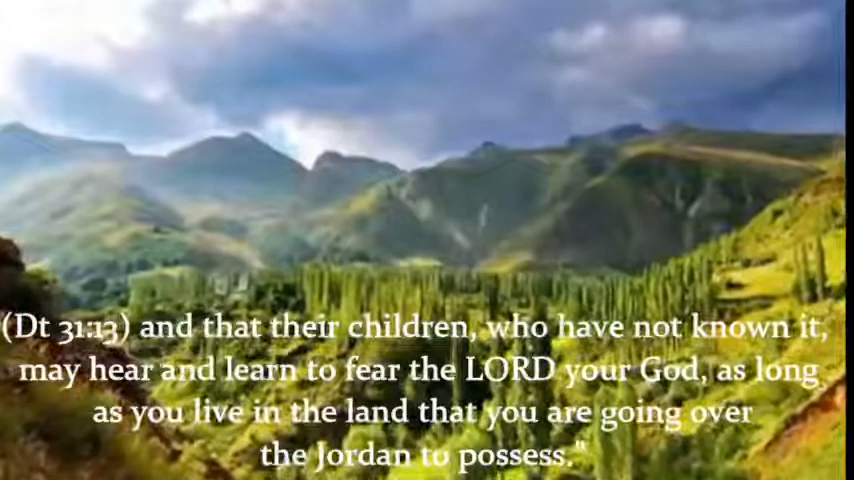 (Dt 31:13) and that their children, who have not known it,
may hear and learn to fear the LORD your God, as long
as you live in the land that you are going over
the Jordan to possess."